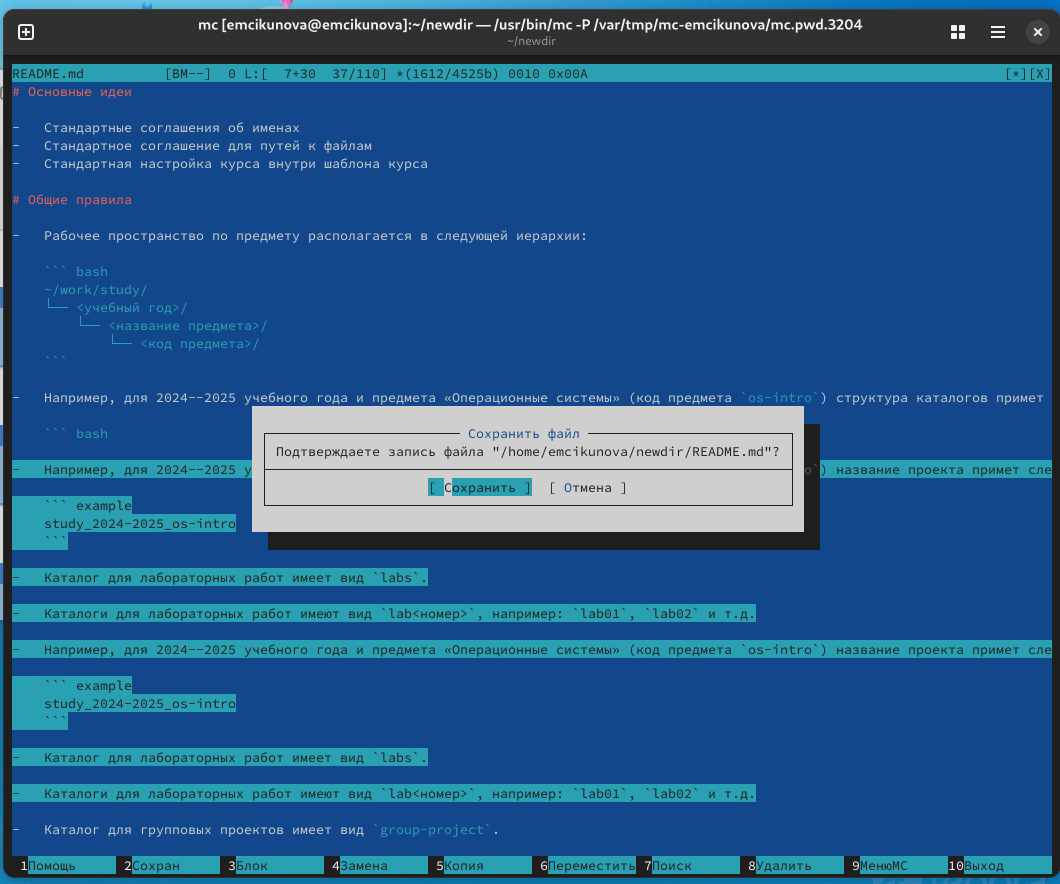 mc [emcikunova@emcikunova]:~/newdir — /usr/bin/mc -P /var/tmp/mc-emcikunova/mc.pwd.3204
~/newdir
README.md [BM--] 0 L:[ 7+30 37/110] *(1612/4525b) 0010 0x00A [*][X]
# Основные идеи
- Стандартные соглашения об именах
- Стандартное соглашение для путей к файлам
- Стандартная настройка курса внутри шаблона курса
# Общие правила
- Рабочее пространство по предмету располагается в следующей иерархии:
``` bash
~/work/study/
└── <учебный год>/
└── <название предмета>/
└── <код предмета>/
```
- Например, для 2024--2025 учебного года и предмета «Операционные системы» (код предмета `os-intro`) структура каталогов примет
``` bash
Сохранить файл
Подтверждаете запись файла "/home/emcikunova/newdir/README.md"?
[ Сохранить ] [ Отмена ]
- Например, для 2024--2025 у
о`) название проекта примет сле
``` example
study_2024-2025_os-intro
```
- Каталог для лабораторных работ имеет вид `labs`.
- Каталоги для лабораторных работ имеют вид `lab<номер>`, например: `lab01`, `lab02` и т.д.
- Например, для 2024--2025 учебного года и предмета «Операционные системы» (код предмета `os-intro`) название проекта примет сле
``` example
study_2024-2025_os-intro
```
- Каталог для лабораторных работ имеет вид `labs`.
- Каталоги для лабораторных работ имеют вид `lab<номер>`, например: `lab01`, `lab02` и т.д.
- Каталог для групповых проектов имеет вид `group-project`.
1Помощь 2Сохран 3Блок 4Замена 5Копия 6Переместить 7Поиск 8Удалить 9МенюМС 10Выход